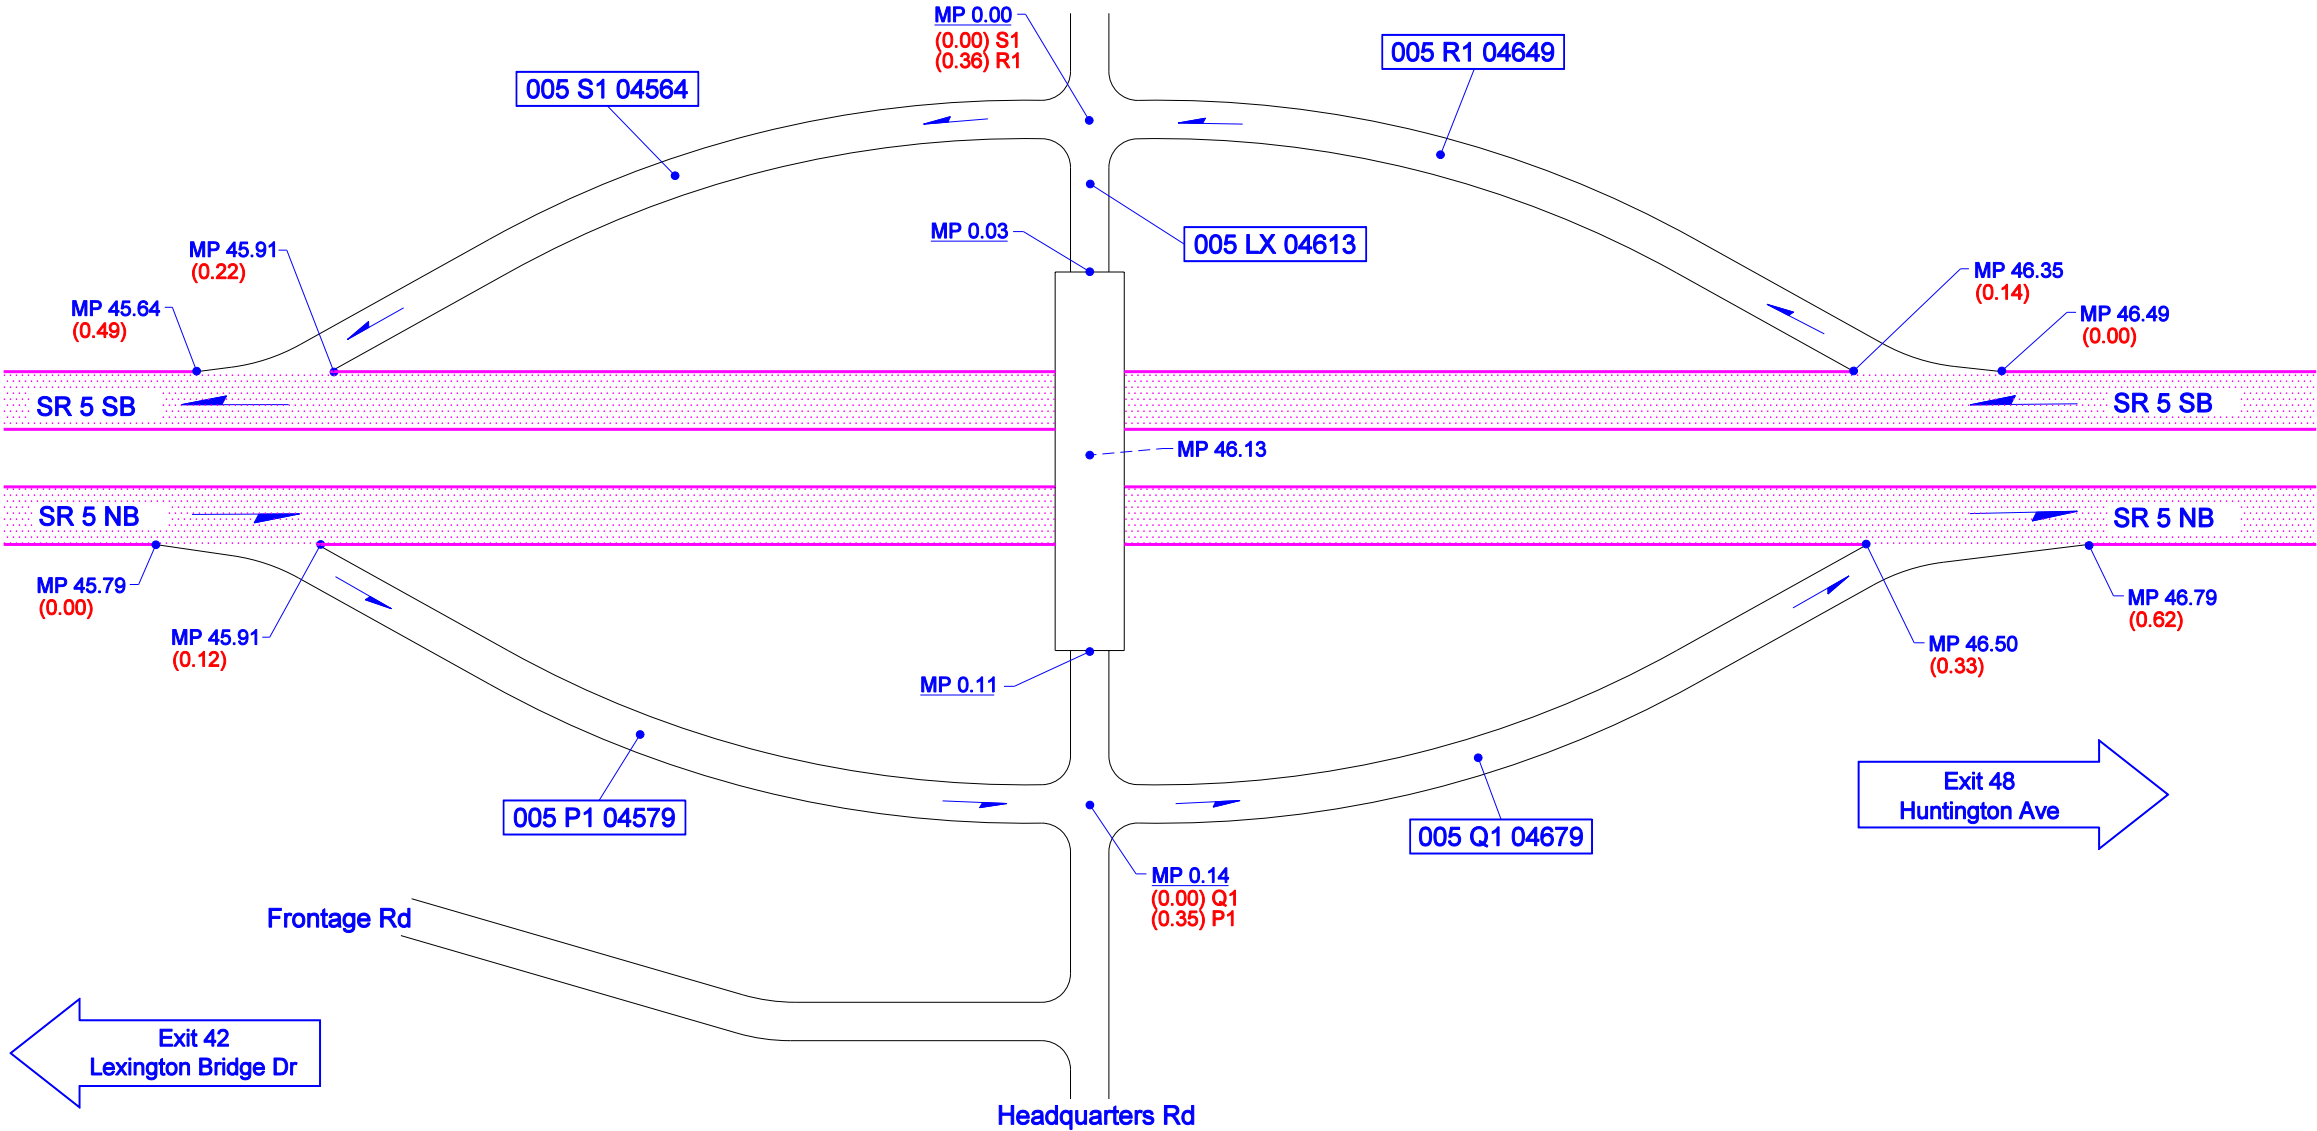 MP 0.00
(0.00) S1
(0.36) R1
005 R1 04649
005 S1 04564
MP 0.03
005 LX 04613
MP 45.91
(0.22)
MP 45.64
(0.49)
MP 46.35
(0.14)
MP 46.49
(0.00)
SR 5 SB
SR 5 SB
MP 46.13
SR 5 NB
SR 5 NB
MP 45.79
(0.00)
MP 45.91
(0.12)
MP 46.79
(0.62)
MP 46.50
(0.33)
MP 0.11
005 P1 04579
005 Q1 04679
Exit 48
Huntington Ave
MP 0.14
(0.00) Q1
(0.35) P1
Frontage Rd
Exit 42
Lexington Bridge Dr
Headquarters Rd